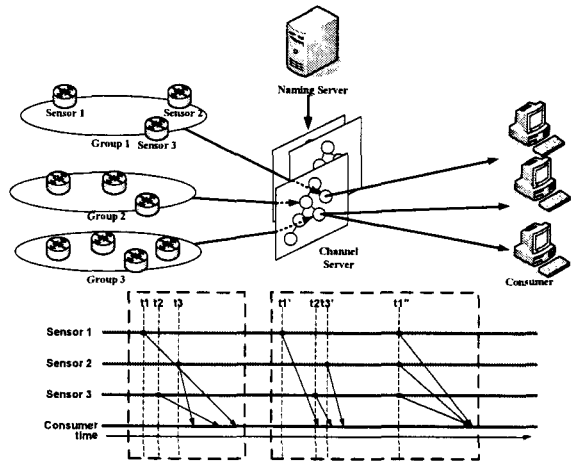 Naming Server
Sensor 1
Sensor 2
Sensor 3
Group 1
Group 2
Group 3
Channel
Server
Consumer
t1 t2 t3 t1' t2't3' t1"
Sensor 1
Sensor 2
Sensor 3
Consumer
time